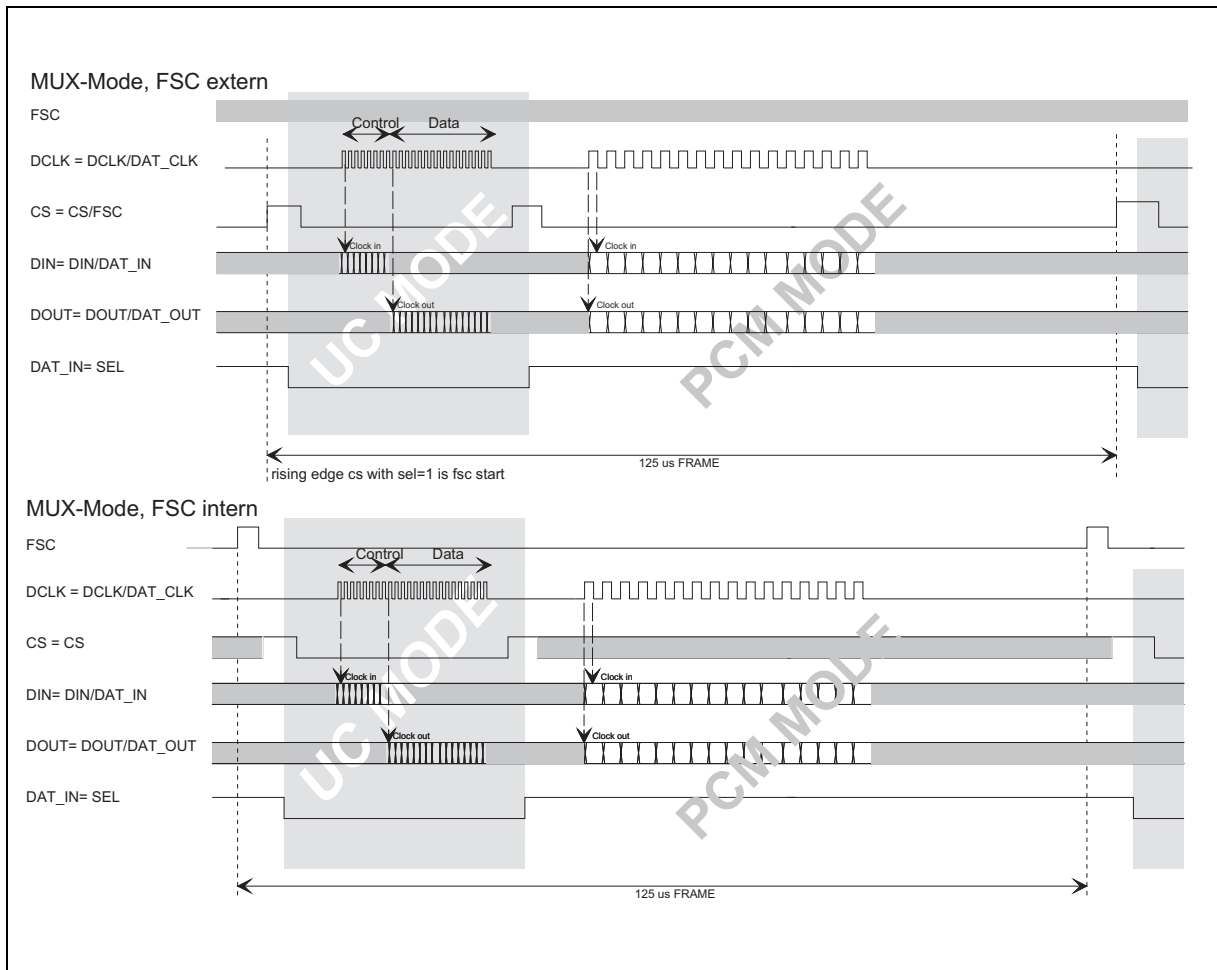 MUX-Mode, FSC extern
FSC
Control Data
DCLK = DCLK/DAT_CLK
CS = CS/FSC
Clock in Clock in
DIN= DIN/DAT_IN
Clock out Clock out
DOUT= DOUT/DAT_OUT
UC MODE
PCM MODE
DAT_IN= SEL
125 us FRAME
rising edge cs with sel=1 is fsc start
MUX-Mode, FSC intern
FSC
Control Data
DCLK = DCLK/DAT_CLK
CS = CS
Clock in Clock in
DIN= DIN/DAT_IN
Clock out Clock out
DOUT= DOUT/DAT_OUT
UC MODE
PCM MODE
DAT_IN= SEL
125 us FRAME